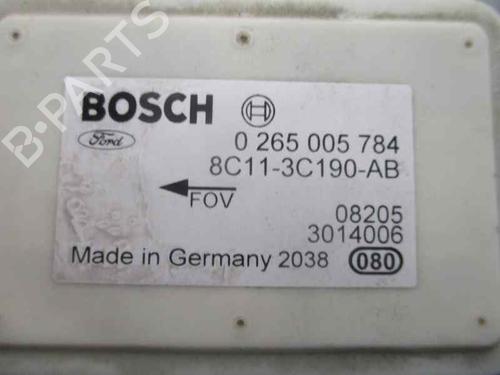 BOSCH
Ford
0 265 005 784
8C11-3C190-AB
FOV
08205
3014006
Made in Germany 2038 080
B-PARTS